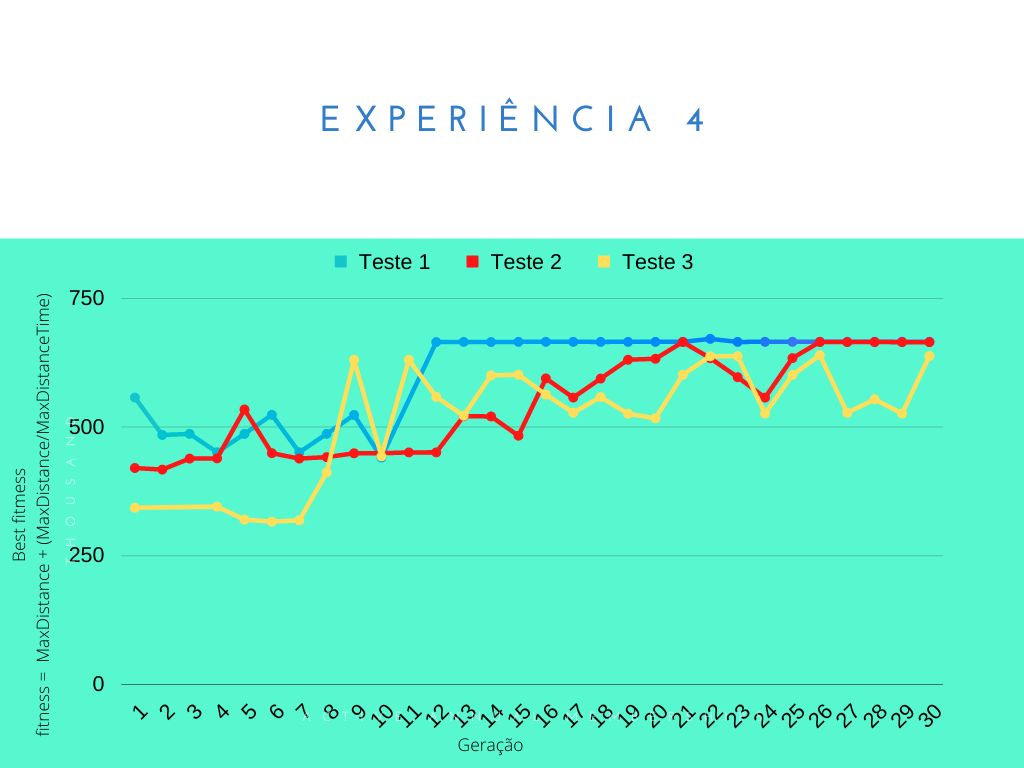 EXPERIÊNCIA 4
Teste 1 Teste 2 Teste 3
Best fitmess
fitness = MaxDistance + (MaxDistance/MaxDistanceTime)
750
500
250
0
1 2 3 4 5 6 7 8 9 10 11 12 13 14 15 16 17 18 19 20 21 22 23 24 25 26 27 28 29 30
Geração